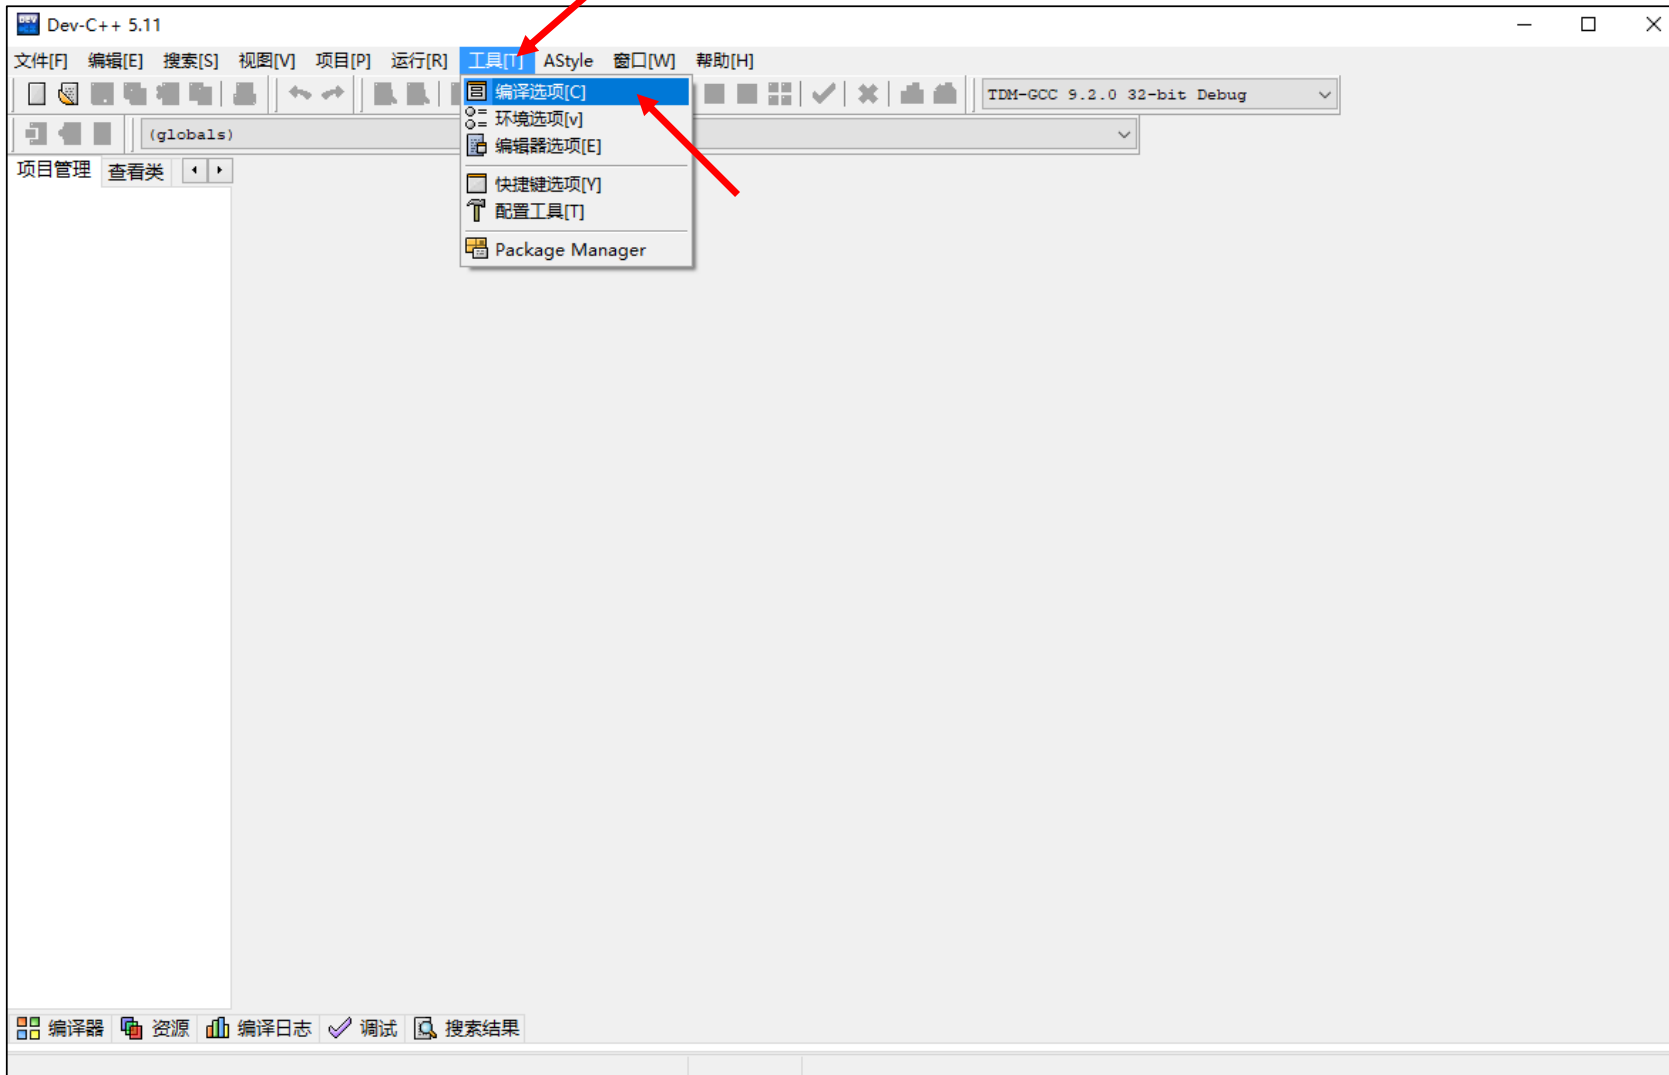 Dev-C++ 5.11
文件[F] 编辑[E] 搜索[S] 视图[V] 项目[P] 运行[R] 工具[T] AStyle 窗口[W] 帮助[H]
编译选项[C]
TDM-GCC 9.2.0 32-bit Debug
环境选项[v]
(globals)
编辑器选项[E]
项目管理 查看类
快捷键选项[Y]
配置工具[T]
Package Manager
编译器 资源 编译日志 调试 搜索结果